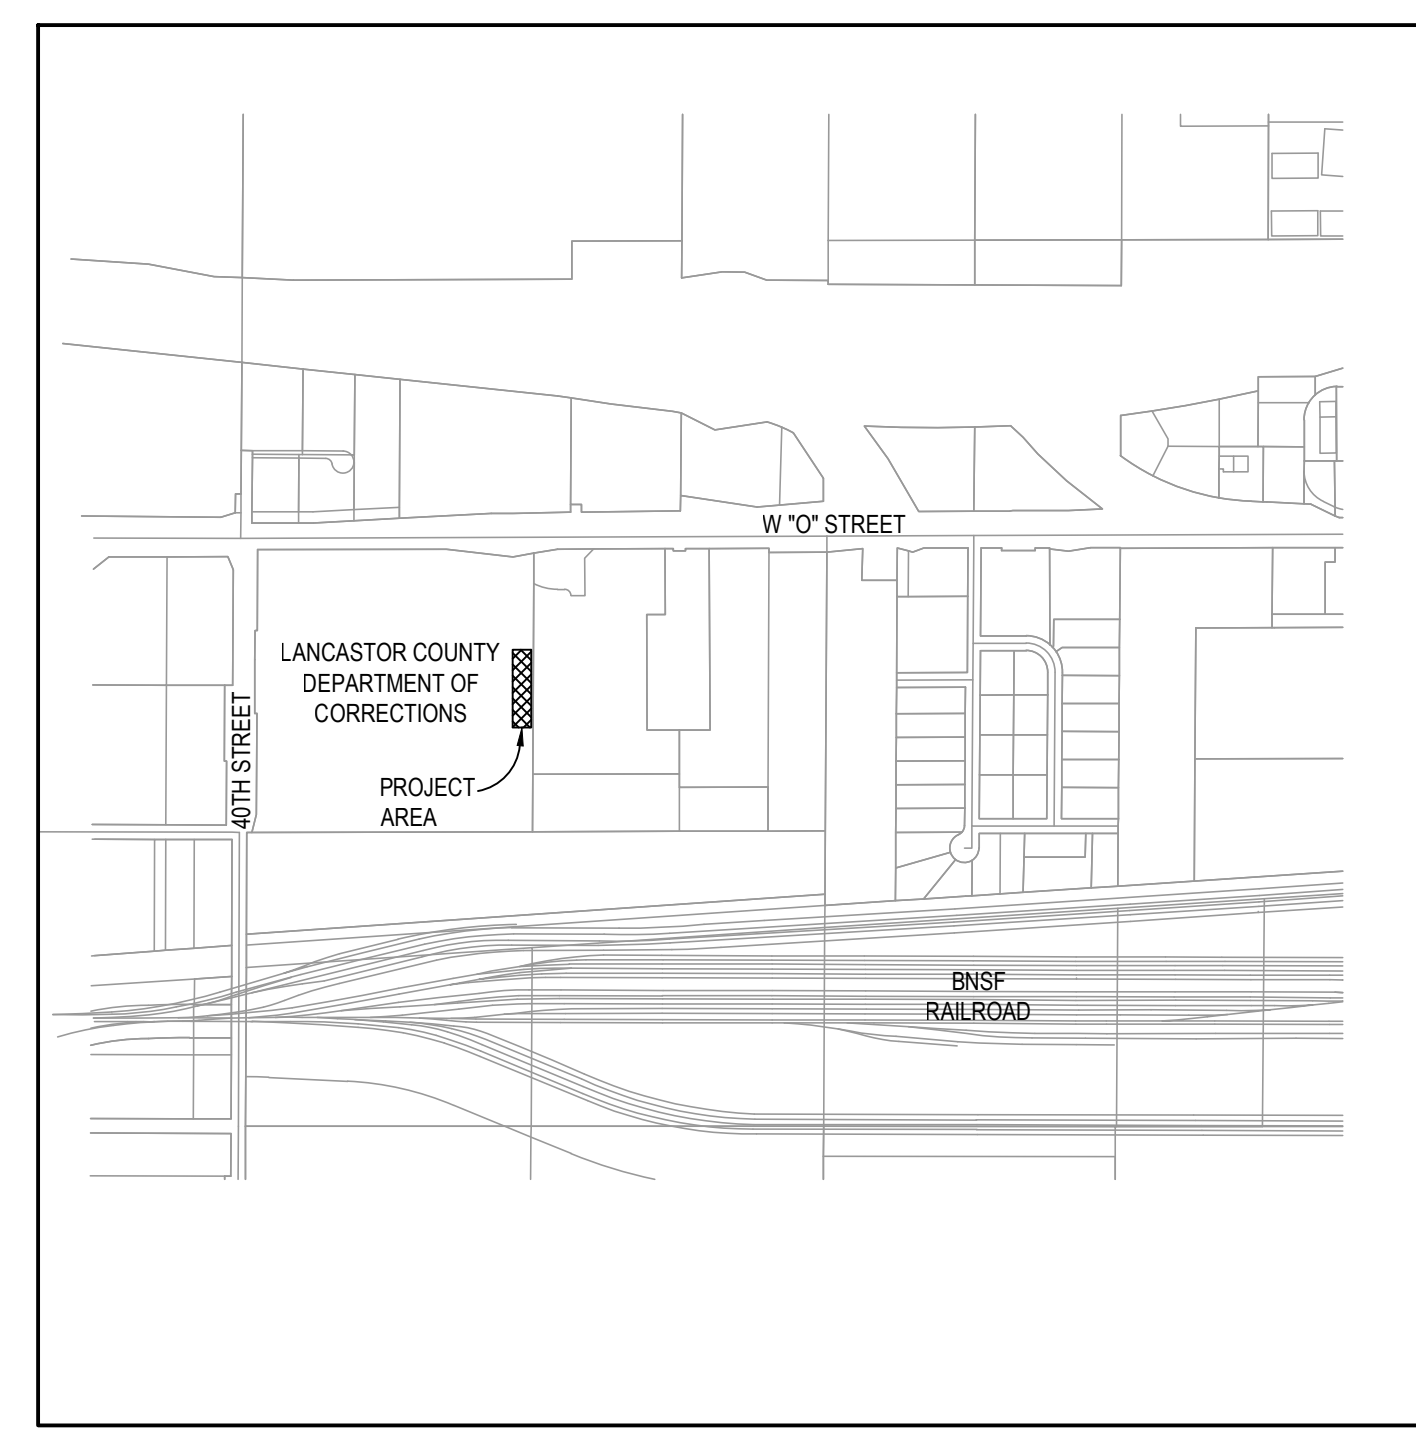 W "O" STREET
LANCASTOR COUNTY
DEPARTMENT OF
CORRECTIONS
40TH STREET
PROJECT
AREA
BNSF
RAILROAD